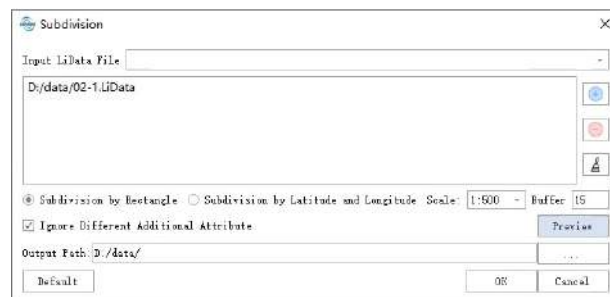 Subdivision
Input LiData File
D:/data/02-1.LiData
Subdivision by Rectangle Subdivision by Latitude and Longitude Scale: 1:500 Buffer 15
Ignore Different Additional Attribute Preview
Output Path: D:/data/ ...
Default OK Cancel